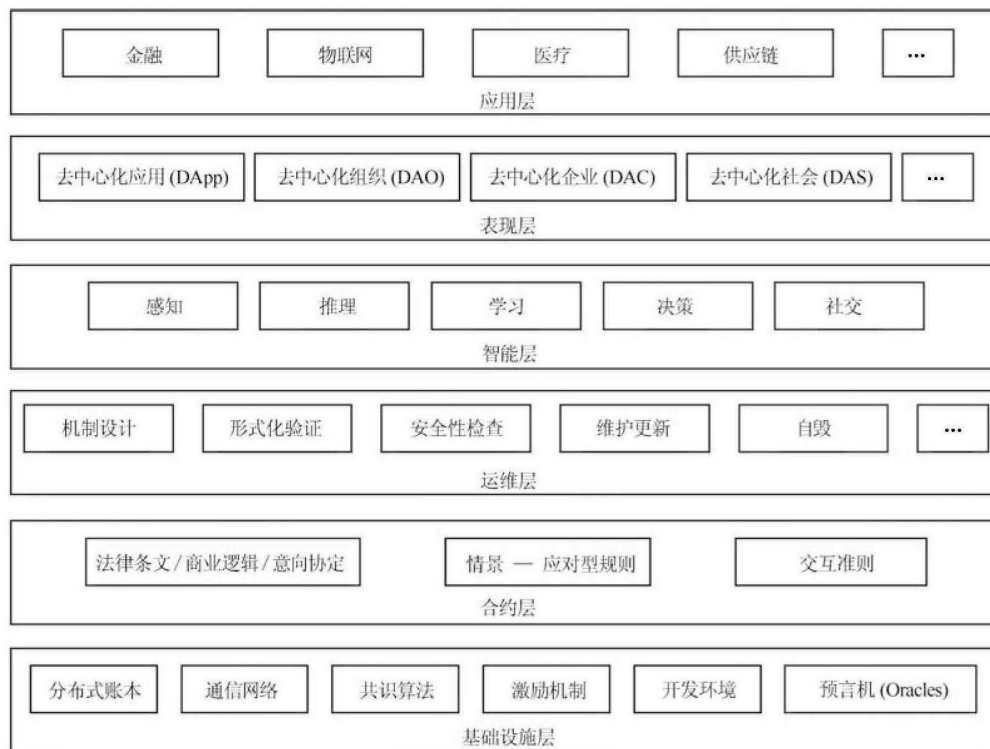 金融 物联网 医疗 供应链 ...
应用层
去中心化应用 (DApp) 去中心化组织 (DAO) 去中心化企业 (DAC) 去中心化社会 (DAS) ...
表现层
感知 推理 学习 决策 社交
智能层
机制设计 形式化验证 安全性检查 维护更新 自毁 ...
运维层
法律条文 / 商业逻辑 / 意向协定 情景 — 应对型规则 交互准则
合约层
分布式账本 通信网络 共识算法 激励机制 开发环境 预言机 (Oracles)
基础设施层